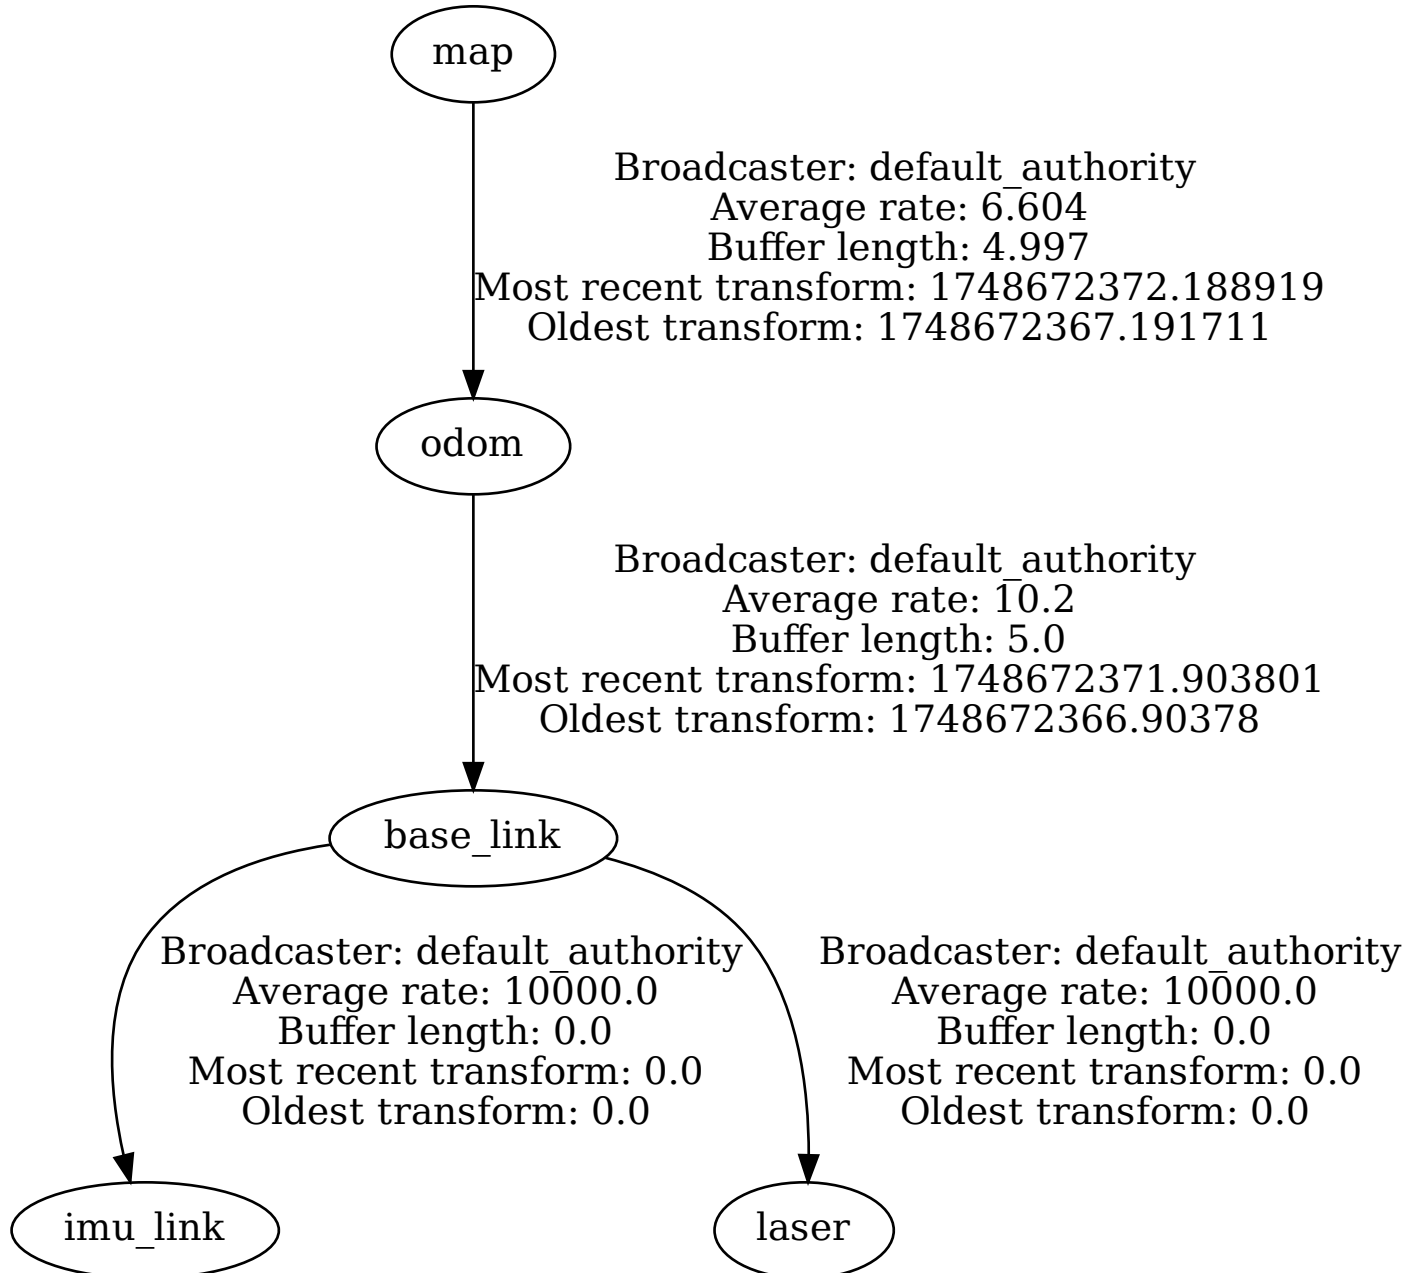 map
Broadcaster: default_authority
Average rate: 6.604
Buffer length: 4.997
Most recent transform: 1748672372.188919
Oldest transform: 1748672367.191711
odom
Broadcaster: default_authority
Average rate: 10.2
Buffer length: 5.0
Most recent transform: 1748672371.903801
Oldest transform: 1748672366.90378
base_link
Broadcaster: default_authority
Average rate: 10000.0
Buffer length: 0.0
Most recent transform: 0.0
Oldest transform: 0.0
Broadcaster: default_authority
Average rate: 10000.0
Buffer length: 0.0
Most recent transform: 0.0
Oldest transform: 0.0
imu_link
laser